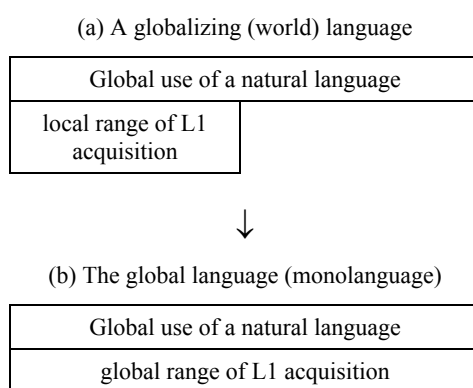 (a) A globalizing (world) language
Global use of a natural language
local range of L1
acquisition
↓
(b) The global language (monolanguage)
Global use of a natural language
global range of L1 acquisition